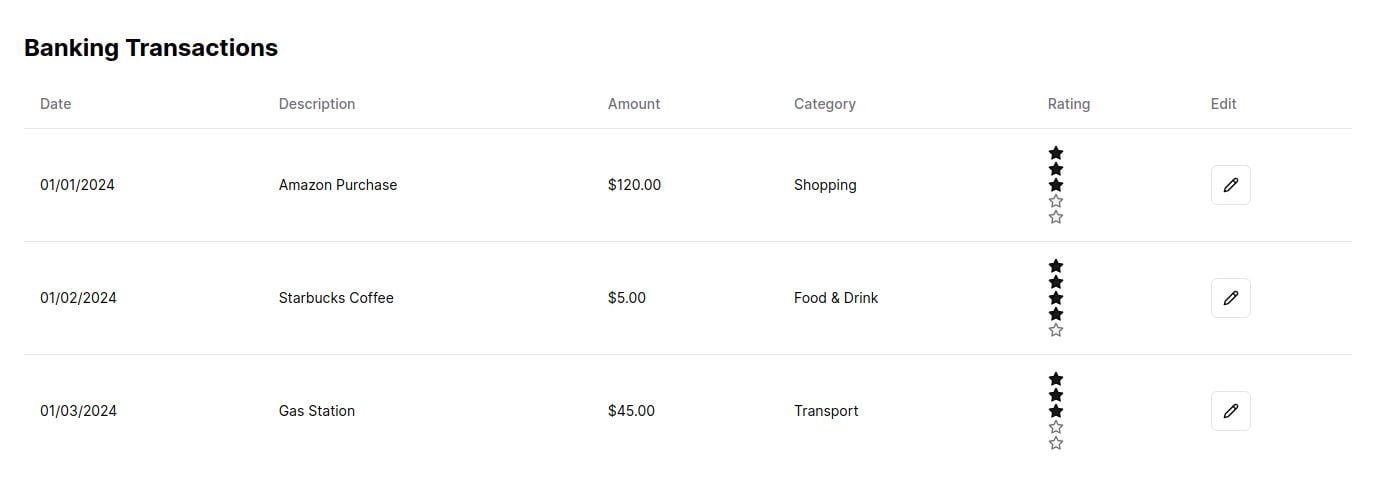 Banking Transactions
Date Description Amount Category Rating Edit
01/01/2024 Amazon Purchase $120.00 Shopping
01/02/2024 Starbucks Coffee $5.00 Food & Drink
01/03/2024 Gas Station $45.00 Transport